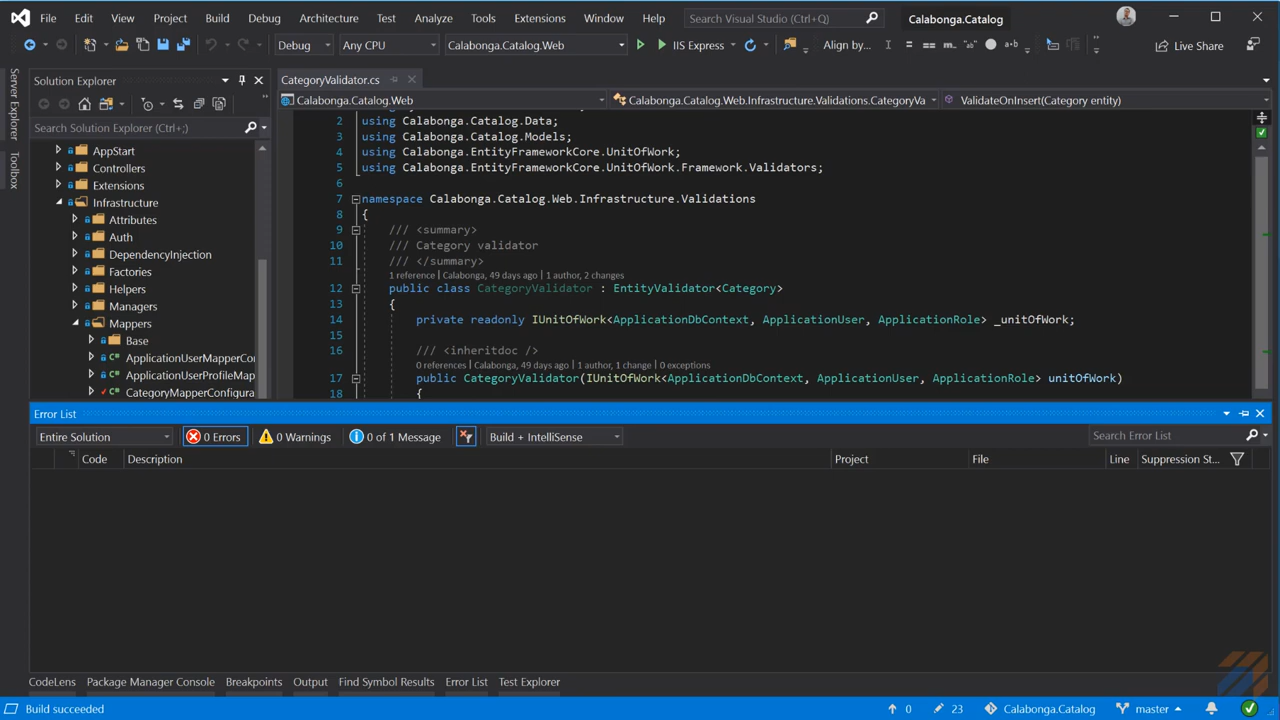 File Edit View Project Build Debug Architecture Test Analyze Tools Extensions Window Help Search Visual Studio (Ctrl+Q) Calabonga.Catalog
Debug Any CPU Calabonga.Catalog.Web IIS Express Align by... Live Share
Server Explorer
Toolbox
Solution Explorer
Search Solution Explorer (Ctrl+;)
AppStart
Controllers
Extensions
Infrastructure
Attributes
Auth
DependencyInjection
Factories
Helpers
Managers
Mappers
Base
ApplicationUserMapperCo
ApplicationUserProfileMap
CategoryMapperConfigura
CategoryValidator.cs
Calabonga.Catalog.Web Calabonga.Catalog.Web.Infrastructure.Validations.CategoryVa ValidateOnInsert(Category entity)
2 using Calabonga.Catalog.Data;
3 using Calabonga.Catalog.Models;
4 using Calabonga.EntityFrameworkCore.UnitOfWork;
5 using Calabonga.EntityFrameworkCore.UnitOfWork.Framework.Validators;
6
7 namespace Calabonga.Catalog.Web.Infrastructure.Validations
8 {
9 /// <summary>
10 /// Category validator
11 /// </summary>
1 reference | Calabonga, 49 days ago | 1 author, 2 changes
12 public class CategoryValidator : EntityValidator<Category>
13 {
14 private readonly IUnitOfWork<ApplicationDbContext, ApplicationUser, ApplicationRole> _unitOfWork;
15
16 /// <inheritdoc />
0 references | Calabonga, 49 days ago | 1 author, 1 change | 0 exceptions
17 public CategoryValidator(IUnitOfWork<ApplicationDbContext, ApplicationUser, ApplicationRole> unitOfWork)
18 {
Error List
Entire Solution 0 Errors 0 Warnings 0 of 1 Message Build + IntelliSense Search Error List
Code Description Project File Line Suppression St...
CodeLens Package Manager Console Breakpoints Output Find Symbol Results Error List Test Explorer
Build succeeded 0 23 Calabonga.Catalog master